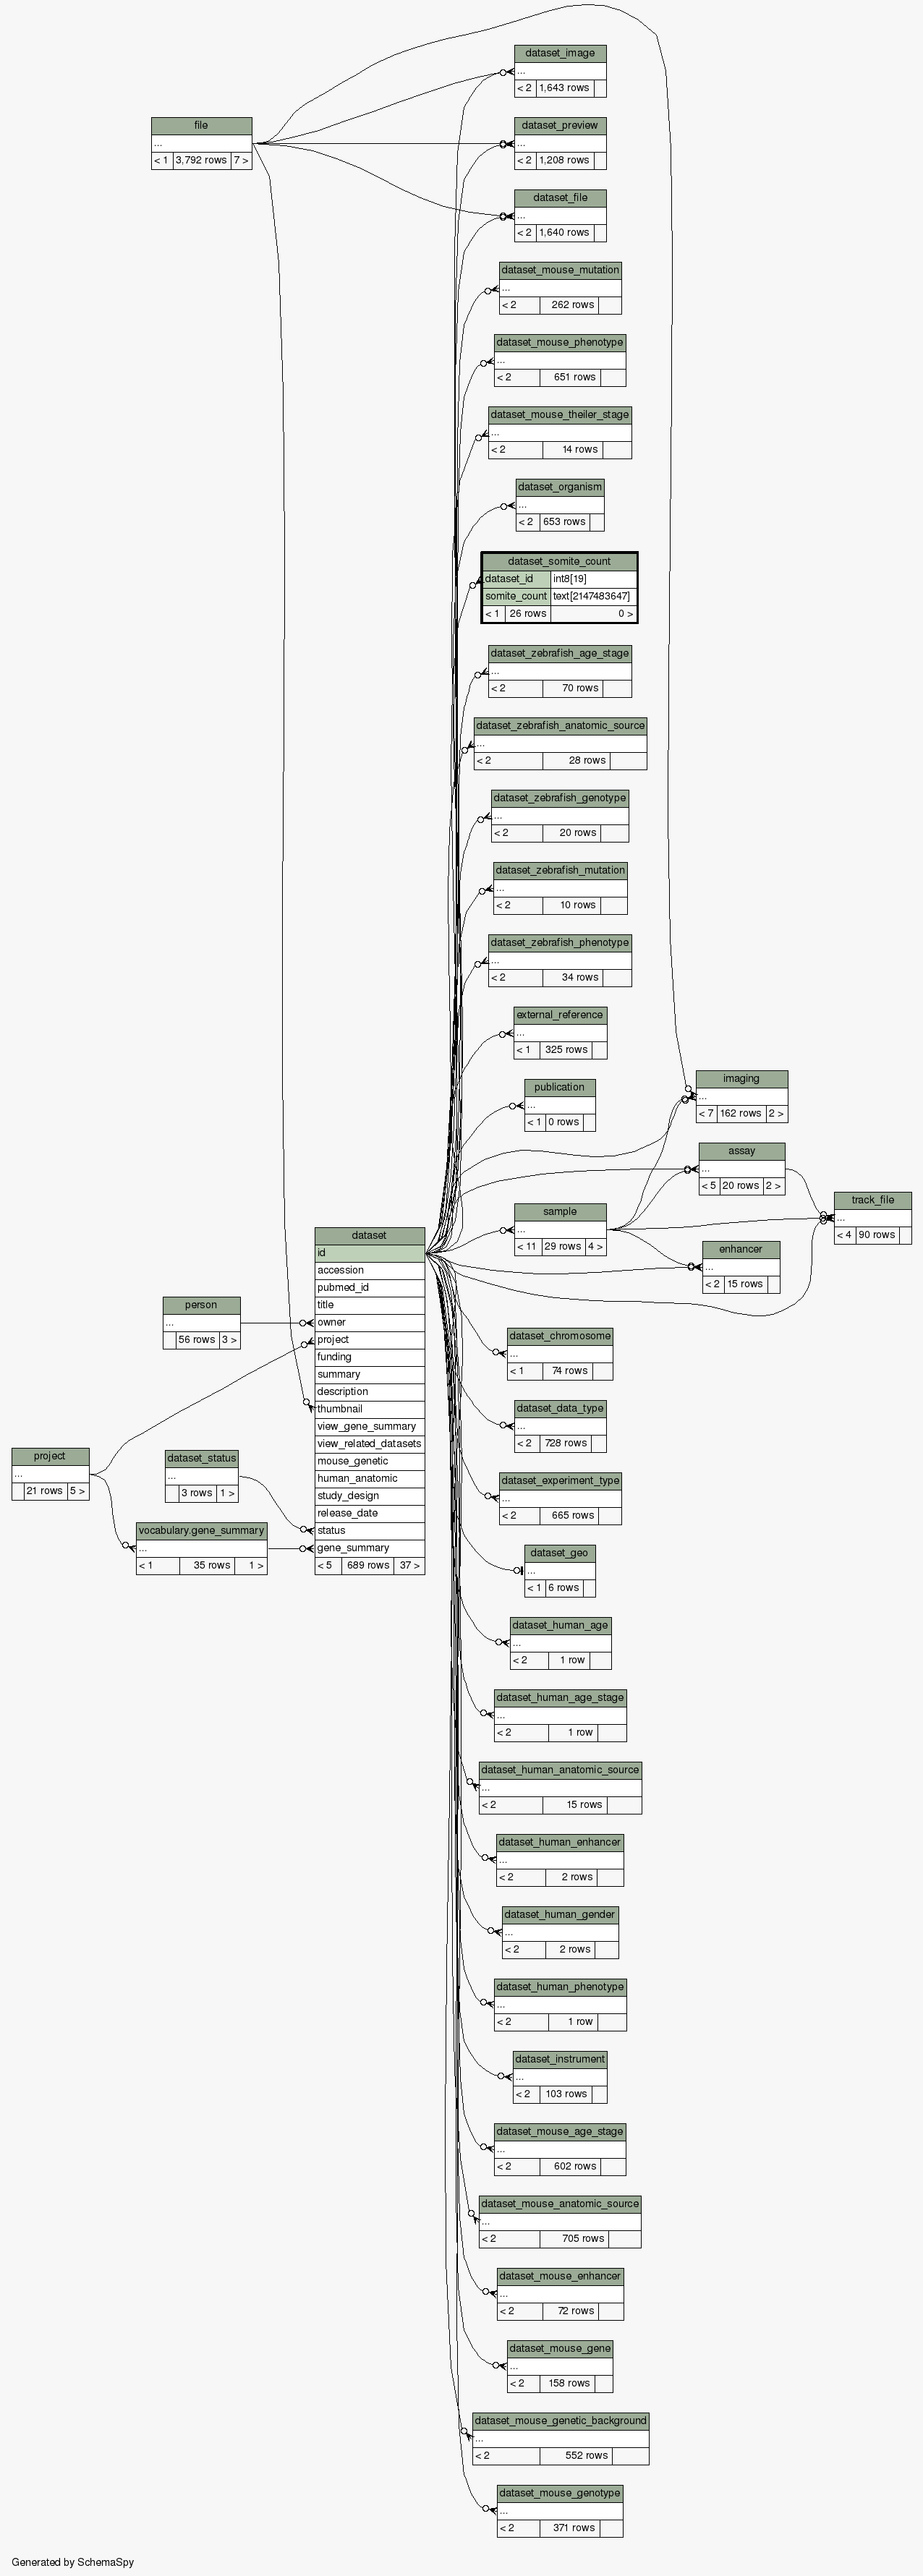 dataset_image
...
< 2 1,643 rows
file
...
< 1 3,792 rows 7 >
dataset_preview
...
< 2 1,208 rows
dataset_file
...
< 2 1,640 rows
dataset_mouse_mutation
...
< 2 262 rows
dataset_mouse_phenotype
...
< 2 651 rows
dataset_mouse_theiler_stage
...
< 2 14 rows
dataset_organism
...
< 2 653 rows
dataset_somite_count
dataset_id int8[19]
somite_count text[2147483647]
< 1 26 rows 0 >
dataset_zebrafish_age_stage
...
< 2 70 rows
dataset_zebrafish_anatomic_source
...
< 2 28 rows
dataset_zebrafish_genotype
...
< 2 20 rows
dataset_zebrafish_mutation
...
< 2 10 rows
dataset_zebrafish_phenotype
...
< 2 34 rows
external_reference
...
< 1 325 rows
publication
...
< 1 0 rows
imaging
...
< 7 162 rows 2 >
assay
...
< 5 20 rows 2 >
track_file
...
< 4 90 rows
sample
...
< 11 29 rows 4 >
enhancer
...
< 2 15 rows
dataset
id
accession
pubmed_id
title
owner
project
funding
summary
description
thumbnail
view_gene_summary
view_related_datasets
mouse_genetic
human_anatomic
study_design
release_date
status
gene_summary
< 5 689 rows 37 >
person
...
56 rows 3 >
project
...
21 rows 5 >
dataset_status
...
3 rows 1 >
vocabulary.gene_summary
...
< 1 35 rows 1 >
dataset_chromosome
...
< 1 74 rows
dataset_data_type
...
< 2 728 rows
dataset_experiment_type
...
< 2 665 rows
dataset_geo
...
< 1 6 rows
dataset_human_age
...
< 2 1 row
dataset_human_age_stage
...
< 2 1 row
dataset_human_anatomic_source
...
< 2 15 rows
dataset_human_enhancer
...
< 2 2 rows
dataset_human_gender
...
< 2 2 rows
dataset_human_phenotype
...
< 2 1 row
dataset_instrument
...
< 2 103 rows
dataset_mouse_age_stage
...
< 2 602 rows
dataset_mouse_anatomic_source
...
< 2 705 rows
dataset_mouse_enhancer
...
< 2 72 rows
dataset_mouse_gene
...
< 2 158 rows
dataset_mouse_genetic_background
...
< 2 552 rows
dataset_mouse_genotype
...
< 2 371 rows
Generated by SchemaSpy